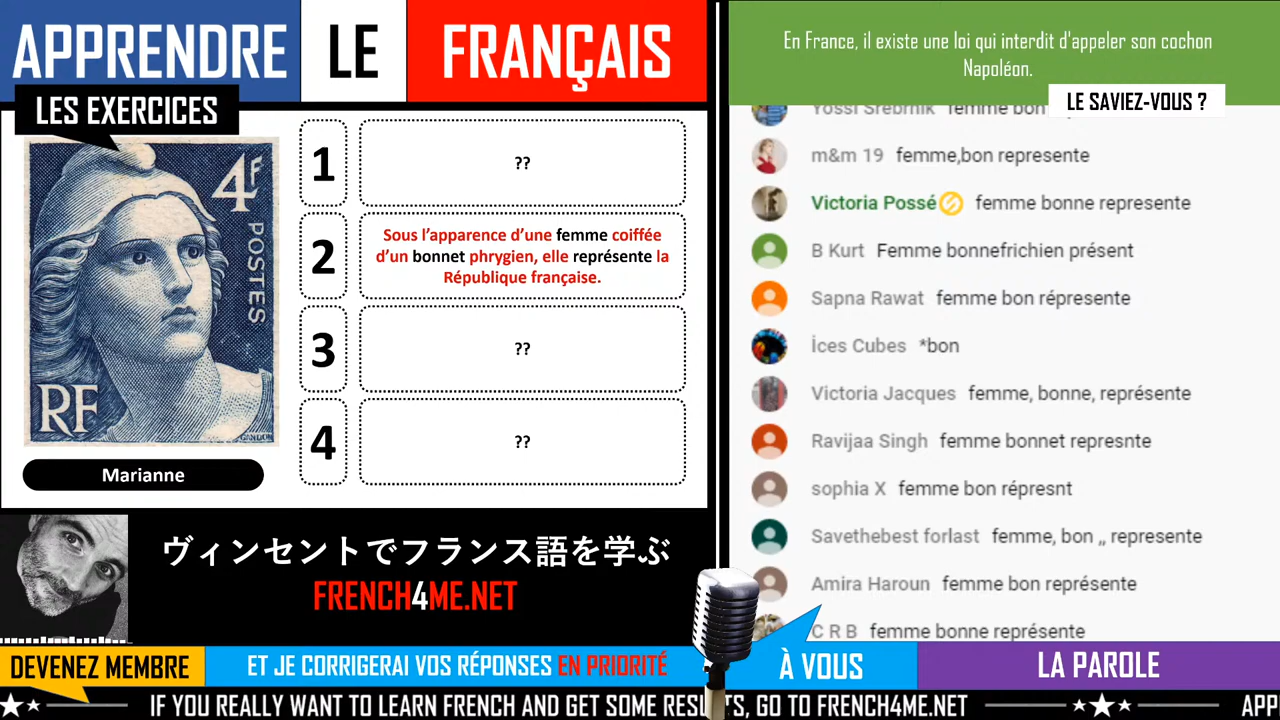 APPRENDRE LE FRANÇAIS
LES EXERCICES
4F
POSTES
RF
GANDON
Marianne
1
??
2
Sous l'apparence d'une femme coiffée
d'un bonnet phrygien, elle représente la
République française.
3
??
4
??
ヴィンセントでフランス語を学ぶ
FRENCH4ME.NET
En France, il existe une loi qui interdit d'appeler son cochon
Napoléon.
LE SAVIEZ-VOUS ?
Yossi Srebrnik femme bon
m&m 19 femme,bon represente
Victoria Possé femme bonne represente
B Kurt Femme bonnefrichien présent
Sapna Rawat femme bon répresente
İces Cubes *bon
Victoria Jacques femme, bonne, représente
Ravijaa Singh femme bonnet represnte
sophia X femme bon répresnt
Savethebest forlast femme, bon ,, represente
Amira Haroun femme bon représente
C R B femme bonne représente
DEVENEZ MEMBRE
ET JE CORRIGERAI VOS RÉPONSES EN PRIORITÉ
À VOUS
LA PAROLE
IF YOU REALLY WANT TO LEARN FRENCH AND GET SOME RESULTS, GO TO FRENCH4ME.NET
APP